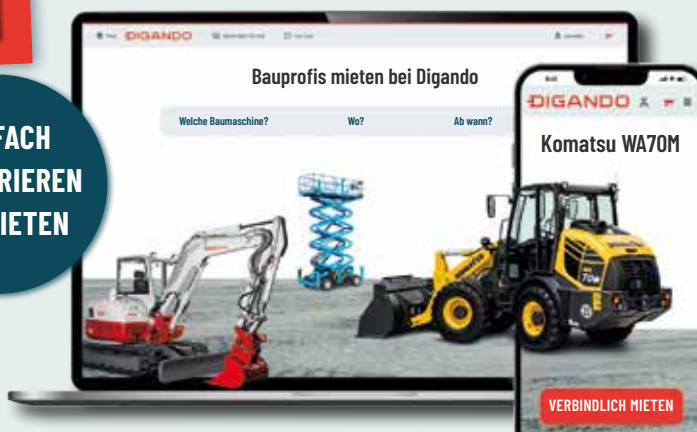 FACH
RIEREN
IETEN
DIGANDO
Bauprofis mieten bei Digando
Welche Baumaschine? Wo? Ab wann?
DIGANDO
Komatsu WA70M
VERBINDLICH MIETEN